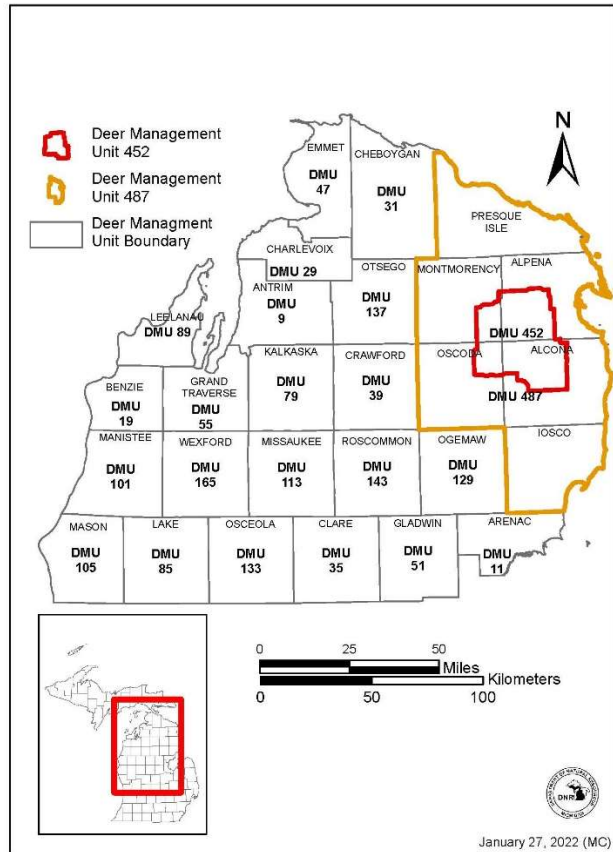 N
Deer Management
Unit 452
Deer Management
Unit 487
Deer Managment
Unit Boundary
EMMET
DMU
47
CHEBOYGAN
DMU
31
PRESQUE
ISLE
CHARLEVOIX
DMU 29
OTSEGO
DMU
137
MONTMORENCY
ALPENA
ANTRIM
DMU
9
LEELANAU
DMU 89
DMU 452
KALKASKA
DMU
79
CRAWFORD
DMU
39
OSCODA
ALCONA
DMU 487
BENZIE
DMU
19
GRAND
TRAVERSE
DMU
55
MANISTEE
DMU
101
WEXFORD
DMU
165
MISSAUKEE
DMU
113
ROSCOMMON
DMU
143
OGEMAW
DMU
129
IOSCO
MASON
DMU
105
LAKE
DMU
85
OSCEOLA
DMU
133
CLARE
DMU
35
GLADWIN
DMU
51
ARENAC
DMU
11
0 25 50
Miles
Kilometers
0 50 100
DNR
January 27, 2022 (MC)